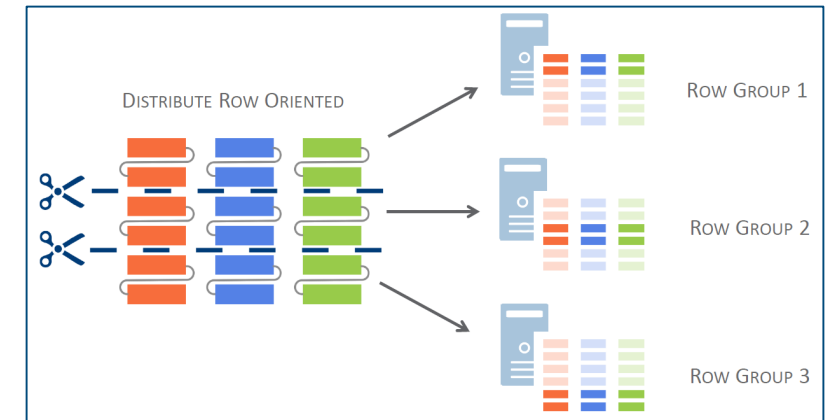 DISTRIBUTE ROW ORIENTED
ROW GROUP 1
ROW GROUP 2
ROW GROUP 3